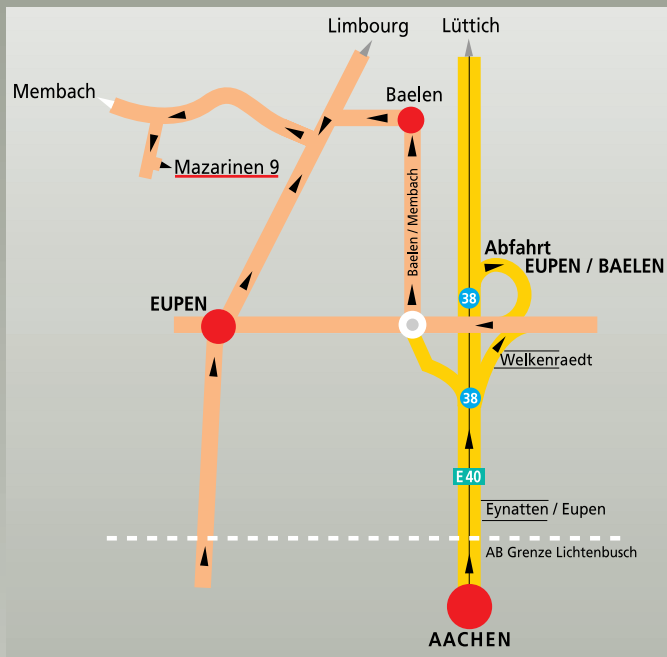 Limbourg
Lüttich
Membach
Baelen
Mazarinen 9
Baelen / Membach
Abfahrt
EUPEN / BAELEN
EUPEN
38
Welkenraedt
38
E 40
Eynatten / Eupen
AB Grenze Lichtenbusch
AACHEN